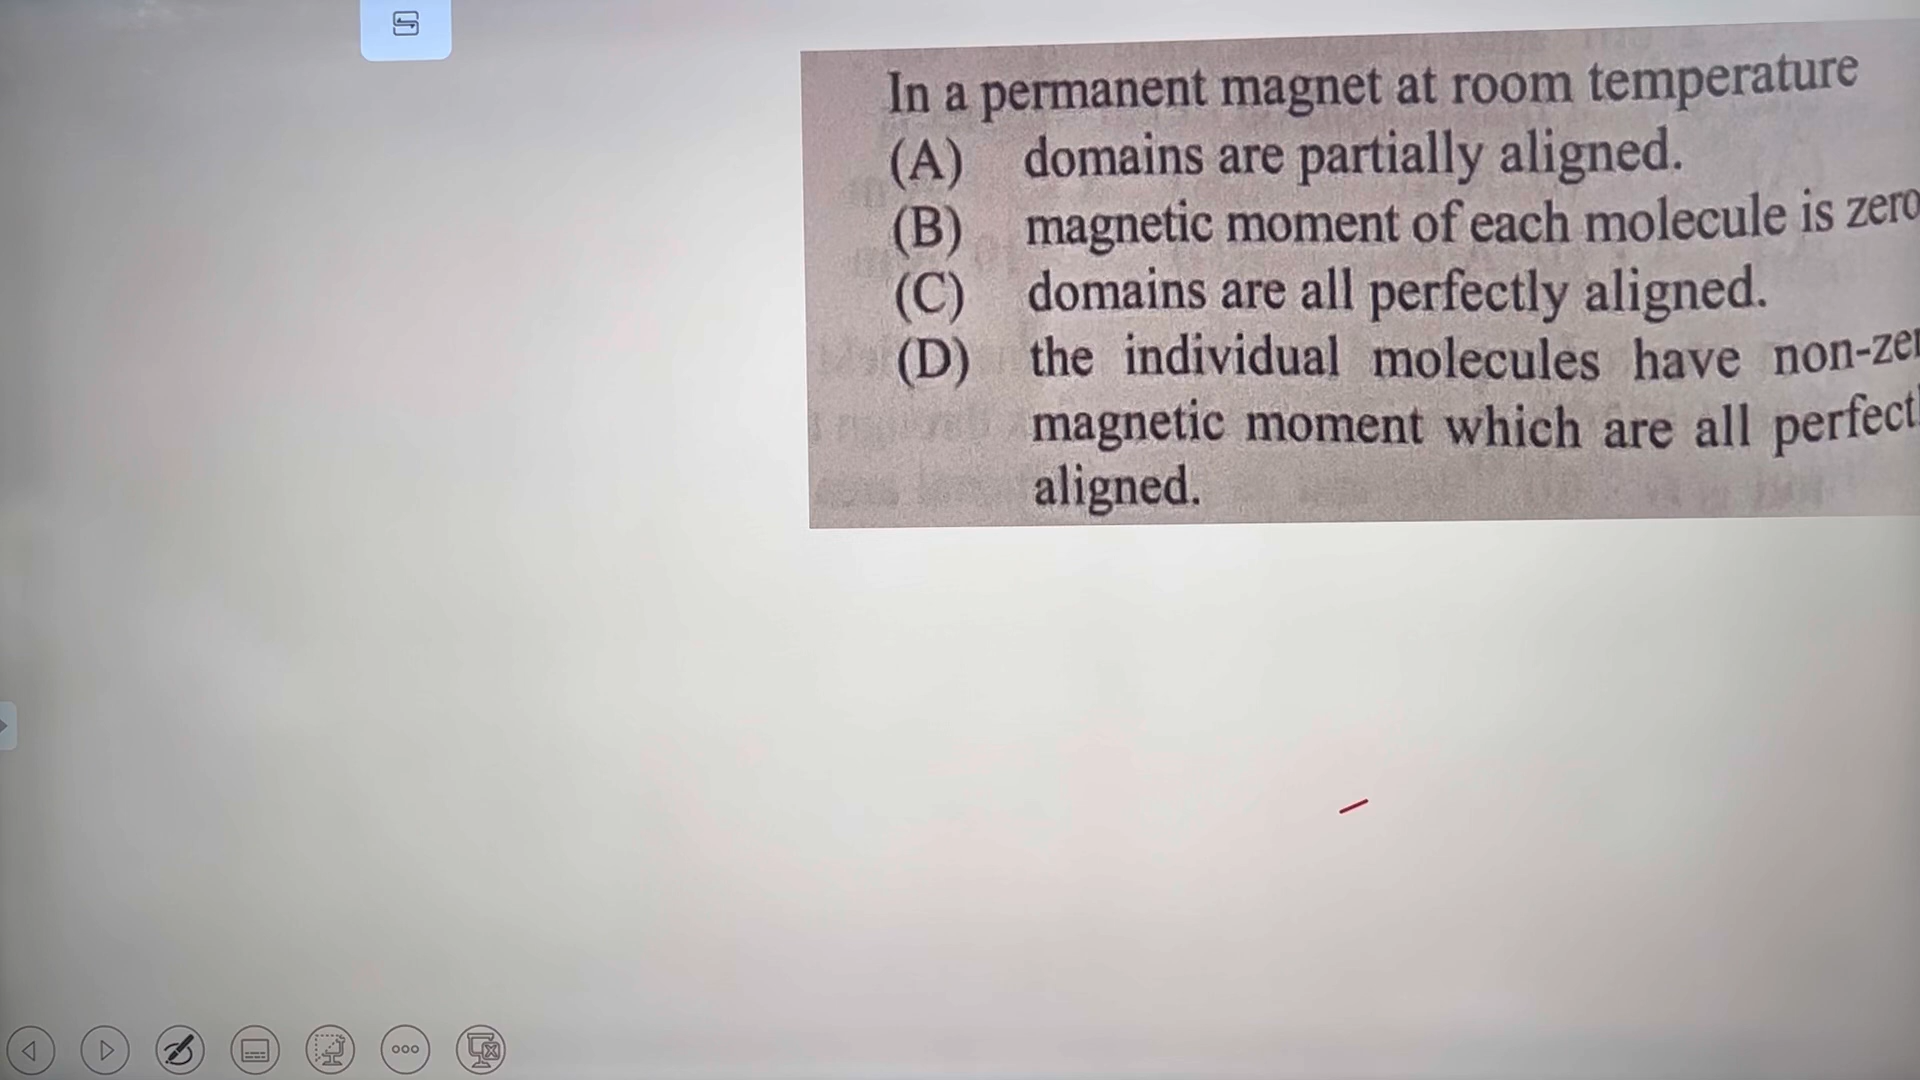 In a permanent magnet at room temperature
(A) domains are partially aligned.
(B) magnetic moment of each molecule is zero
(C) domains are all perfectly aligned.
(D) the individual molecules have
magnetic moment which are all
aligned.